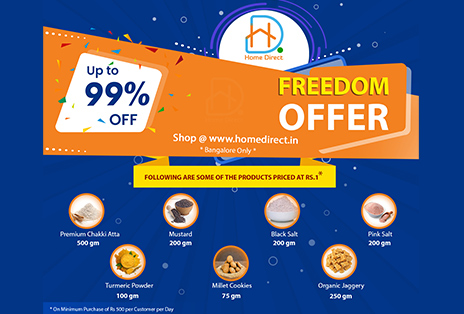 Home Direct
Up to
99%
OFF
FREEDOM
OFFER
Shop @ www.homedirect.in
* Bangalore Only *
FOLLOWING ARE SOME OF THE PRODUCTS PRICED AT RS.1*
Premium Chakki Atta
500 gm
Mustard
200 gm
Black Salt
200 gm
Pink Salt
200 gm
Turmeric Powder
100 gm
Millet Cookies
75 gm
Organic Jaggery
250 gm
* On Minimum Purchase of Rs 500 per Customer per Day